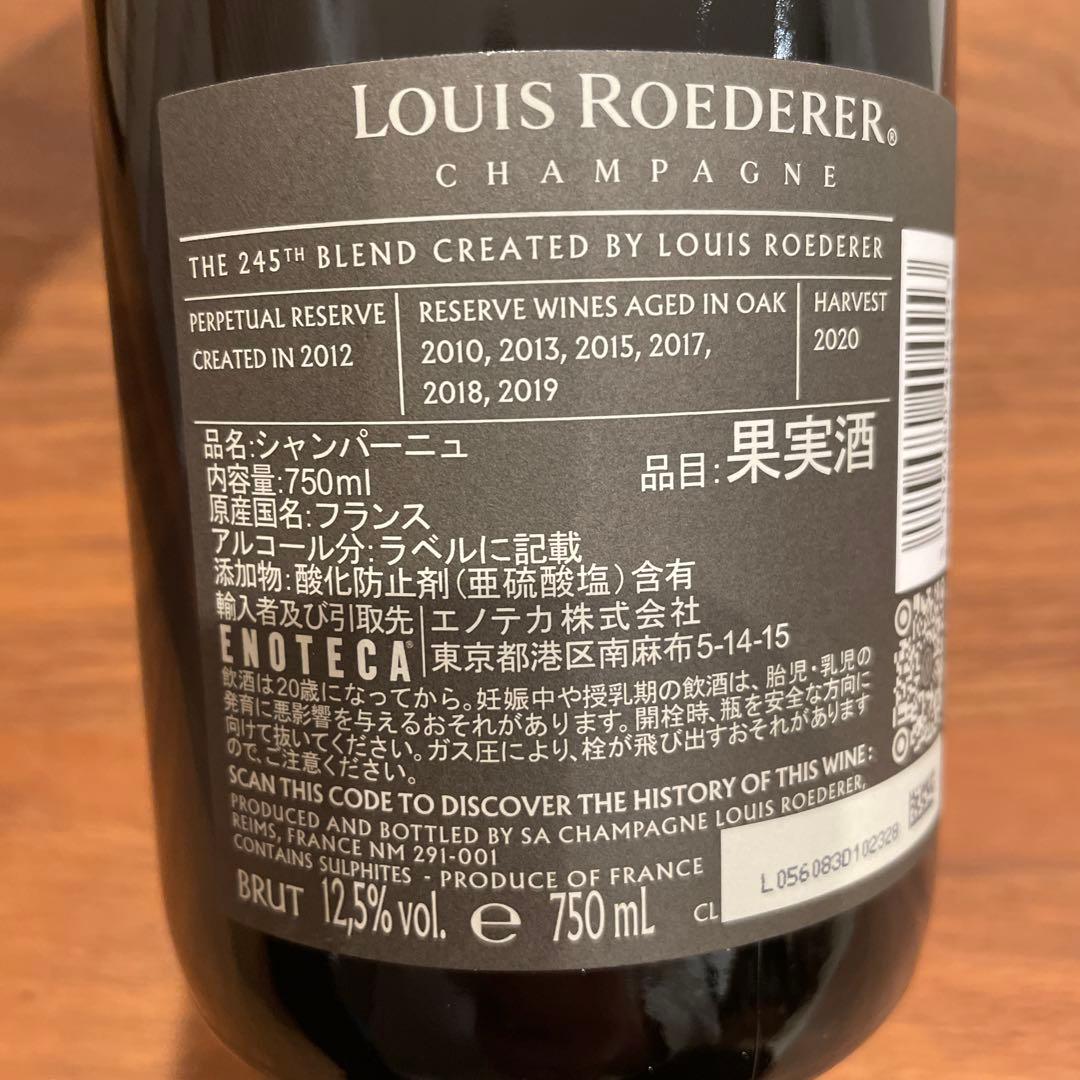 LOUIS ROEDERER®
CHAMPAGNE
THE 245TH BLEND CREATED BY LOUIS ROEDERER
PERPETUAL RESERVE
CREATED IN 2012
RESERVE WINES AGED IN OAK
2010, 2013, 2015, 2017,
2018, 2019
HARVEST
2020
品名:シャンパーニュ
内容量:750ml
品目:果実酒
原産国名:フランス
アルコール分:ラベルに記載
添加物:酸化防止剤(亜硫酸塩)含有
輸入者及び引取先
ENOTECA®
エノテカ株式会社
東京都港区南麻布5-14-15
飲酒は20歳になってから。妊娠中や授乳期の飲酒は、胎児・乳児の
発育に悪影響を与えるおそれがあります。開栓時、瓶を安全な方向に
向けて抜いてください。ガス圧により、栓が飛び出すおそれがあります
ので、ご注意ください。
SCAN THIS CODE TO DISCOVER THE HISTORY OF THIS WINE:
PRODUCED AND BOTTLED BY SA CHAMPAGNE LOUIS ROEDERER,
REIMS, FRANCE NM 291-001
CONTAINS SULPHITES - PRODUCE OF FRANCE
BRUT 12,5% vol. e 750 mL
CL
L056083D102328